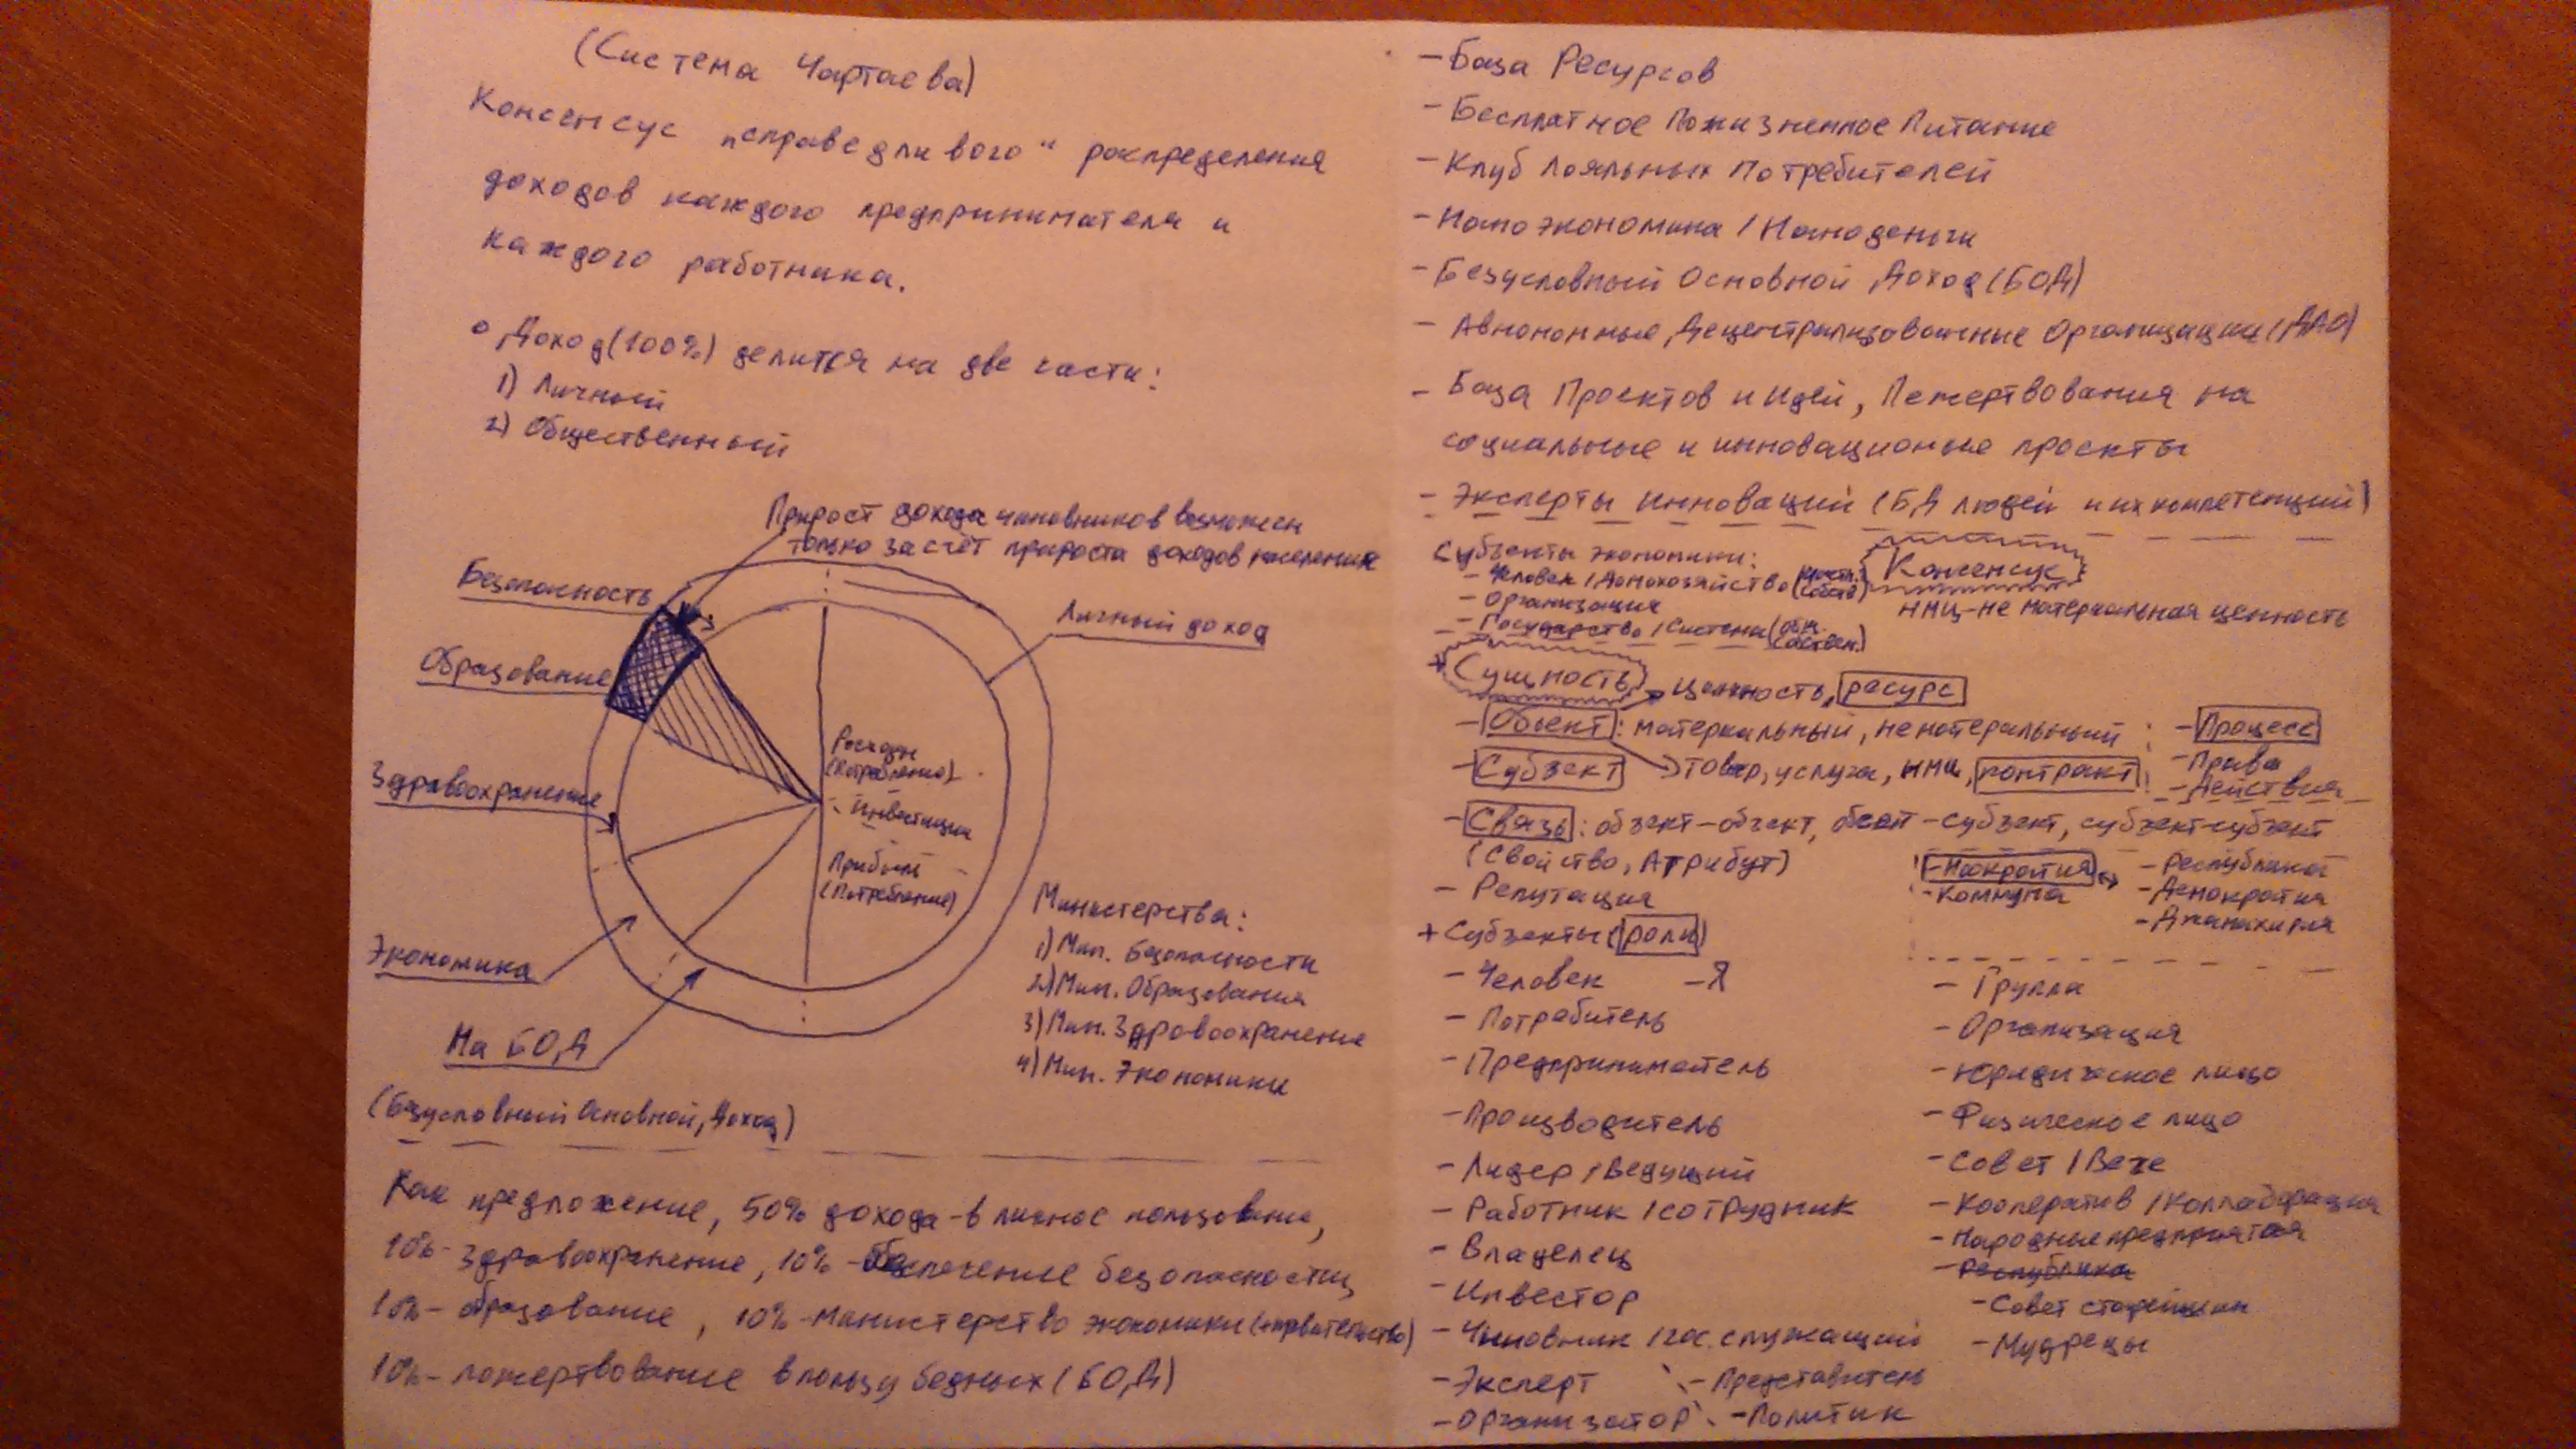 (Система Чартаева)
Консенсус "справедливого" распределения
доходов каждого предпринимателя и
каждого работника.
Доход (100%) делится на две части:
1) Личный
2) Общественный
Прирост дохода чиновников возможен
только за счёт прироста доходов населения
Безопасность
Образование
Здравоохранение
Экономика
На БОД
(Безусловный Основной Доход)
Личный доход
Расходы
(Потребление)
- Инвестиции
Прибыль
(Потребление)
Министерства:
1) Мин. Безопасности
2) Мин. Образования
3) Мин. Здравоохранение
4) Мин. Экономики
Как предложение, 50% дохода - в личное пользование,
10% - Здравоохранение, 10% - Обеспечение безопасности,
10% - образование, 10% - министерство экономики (+правительство)
10% - пожертвование в пользу бедных (БОД)
- База Ресурсов
- Бесплатное Пожизненное Питание
- Клуб Лояльных Потребителей
- Наноэкономика / Наноденьги
- Безусловный Основной Доход (БОД)
- Автономные Децентрализованные Организации (ДАО)
- База Проектов и Идей, Пожертвования на
социальные и инновационые проекты
- Эксперты инноваций (БД людей и их компетенций)
Субъекты экономики:
- Человек / Домохозяйство (частн. собств)
- Организация
- Государство / Система (общ. собствен.)
Консенсус
НМЦ - не материальная ценность
Сущность
ценность, ресурс
- Объект: материальный, нематериальный
- Субъект
товар, услуга, НМЦ, контракт
- Процесс
- Права
- Действия
- Связь: объект-объект, объект-субъект, субъект-субъект
(Свойство, Атрибут)
- Репутация
- Коммуна
- Республика
- Демократия
- Джамахирия
+ Субъекты (роли)
- Человек - Я
- Потребитель
- Предприниматель
- Производитель
- Лидер / Ведущий
- Работник / сотрудник
- Владелец
- Инвестор
- Чиновник / гос. служащий
- Эксперт
- Организатор
- Представитель
- Политик
- Группа
- Организация
- Юридическое лицо
- Физическое лицо
- Совет / Вече
- Кооператив / Коллаборация
- Народные предприятия
- Республика
- Совет старейшин
- Мудрецы